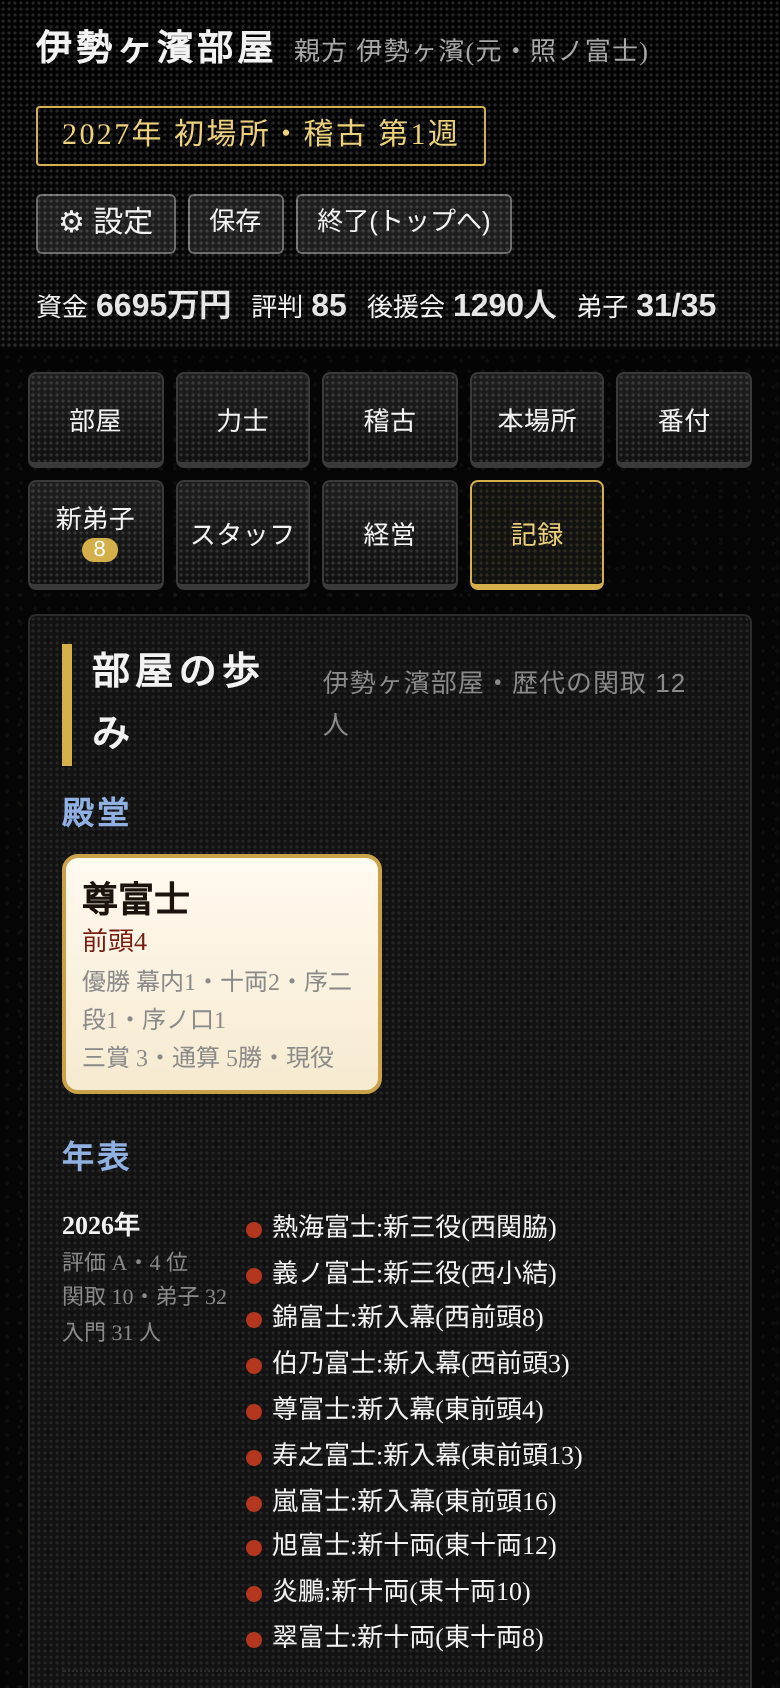 伊勢ヶ濱部屋 親方 伊勢ヶ濱(元・照ノ富士)
2027年 初場所・稽古 第1週
⚙ 設定 保存 終了(トップへ)
資金 6695万円 評判 85 後援会 1290人 弟子 31/35
部屋 力士 稽古 本場所 番付
新弟子 8 スタッフ 経営 記録
部屋の歩み
伊勢ヶ濱部屋・歴代の関取 12人
殿堂
尊富士
前頭4
優勝 幕内1・十両2・序二
段1・序ノ口1
三賞 3・通算 5勝・現役
年表
2026年
評価 A・4 位
関取 10・弟子 32
入門 31 人
熱海富士:新三役(西関脇)
義ノ富士:新三役(西小結)
錦富士:新入幕(西前頭8)
伯乃富士:新入幕(西前頭3)
尊富士:新入幕(東前頭4)
寿之富士:新入幕(東前頭13)
嵐富士:新入幕(東前頭16)
旭富士:新十両(東十両12)
炎鵬:新十両(東十両10)
翠富士:新十両(東十両8)